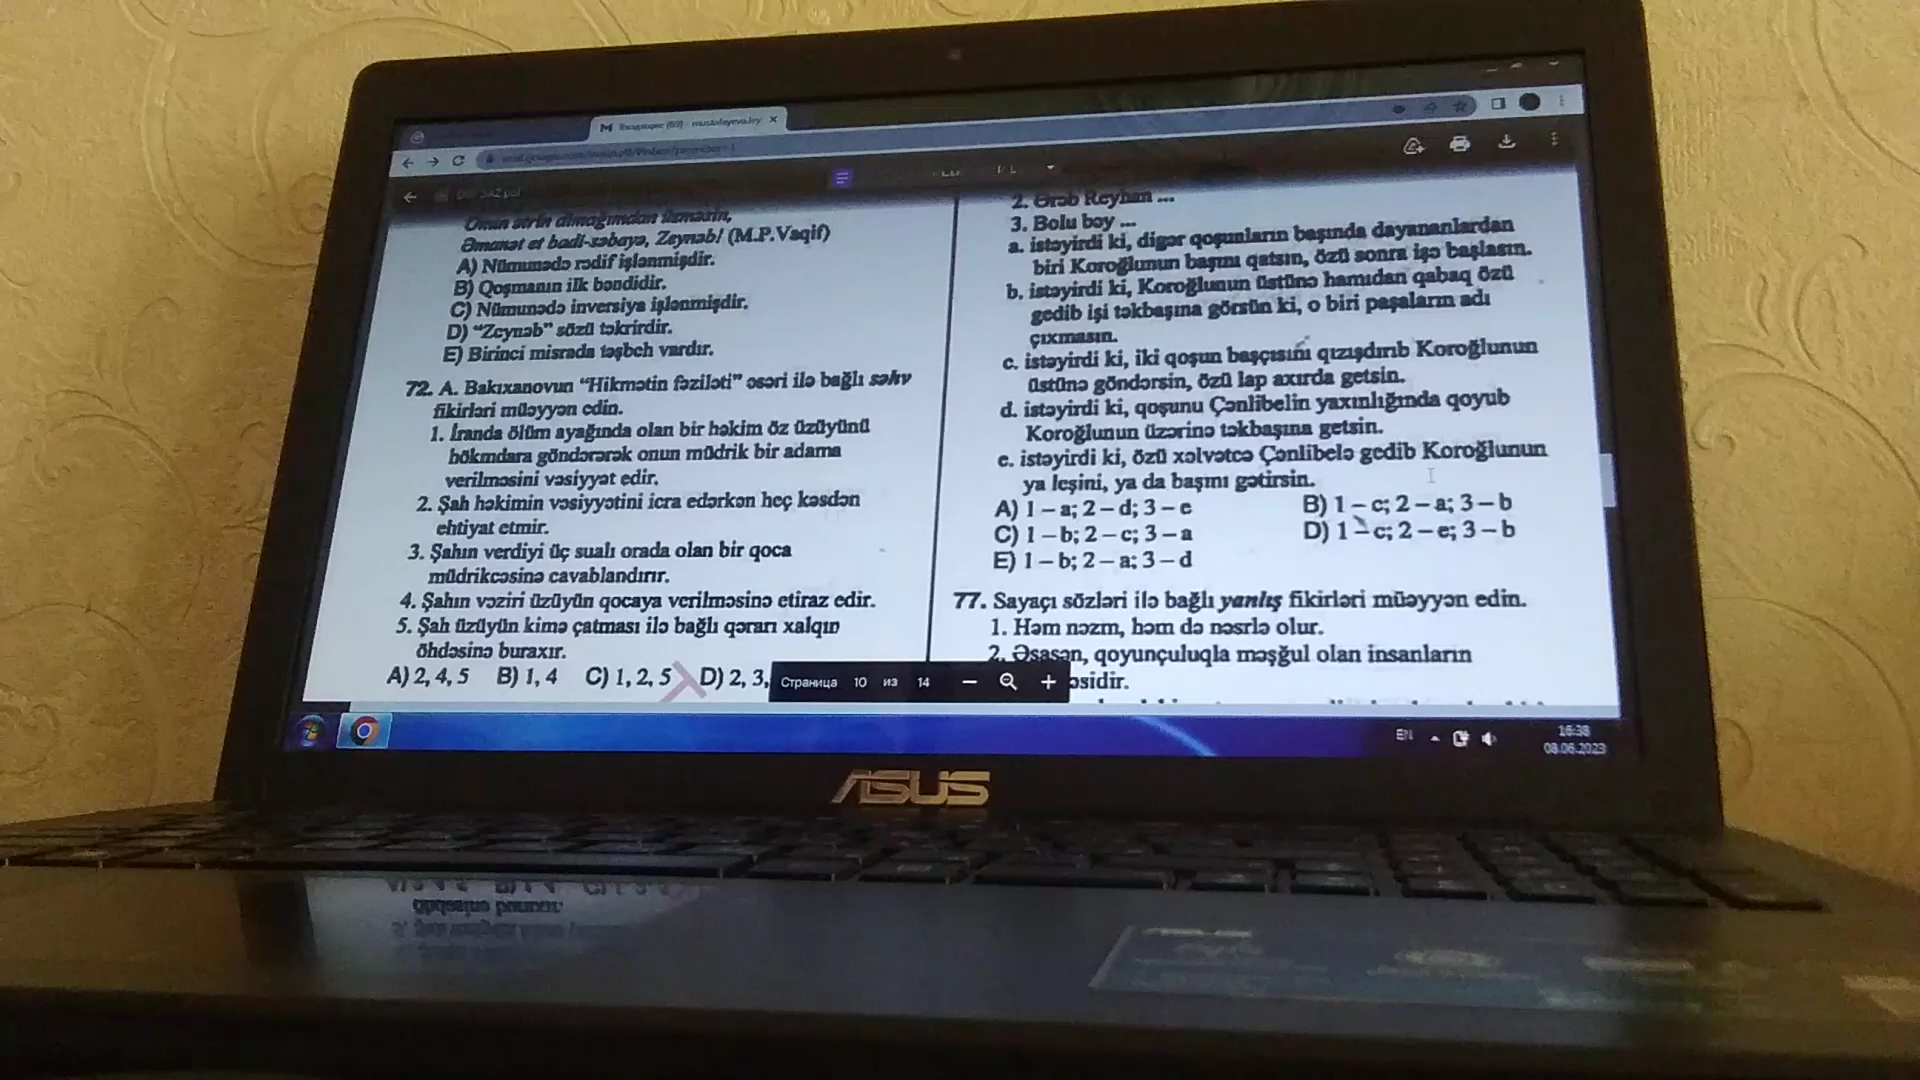 Входящие (69) - mustafayeva.ley
Əmanət et badi-səbaya, Zeynəb! (M.P.Vaqif)
A) Nümunədə rədif işlənmişdir.
B) Qoşmanın ilk bəndidir.
C) Nümunədə inversiya işlənmişdir.
D) “Zeynəb” sözü təkrirdir.
E) Birinci misrada təşbeh vardır.
72. A. Bakıxanovun “Hikmətin fəziləti” əsəri ilə bağlı səhv
fikirləri müəyyən edin.
1. İranda ölüm ayağında olan bir həkim öz üzüyünü
hökmdara göndərərək onun müdrik bir adama
verilməsini vəsiyyət edir.
2. Şah həkimin vəsiyyətini icra edərkən heç kəsdən
ehtiyat etmir.
3. Şahın verdiyi üç sualı orada olan bir qoca
müdrikcəsinə cavablandırır.
4. Şahın vəziri üzüyün qocaya verilməsinə etiraz edir.
5. Şah üzüyün kimə çatması ilə bağlı qərarı xalqın
öhdəsinə buraxır.
A) 2, 4, 5 B) 1, 4 C) 1, 2, 5 D) 2, 3,
2. Ərəb Reyhan ...
3. Bolu bəy ...
a. istəyirdi ki, digər qoşunların başında dayananlardan
biri Koroğlunun başını qatsın, özü sonra işə başlasın.
b. istəyirdi ki, Koroğlunun üstünə hamıdan qabaq özü
gedib işi təkbaşına görsün ki, o biri paşaların adı
çıxmasın.
c. istəyirdi ki, iki qoşun başçısını qızışdırıb Koroğlunun
üstünə göndərsin, özü lap axırda getsin.
d. istəyirdi ki, qoşunu Çənlibelin yaxınlığında qoyub
Koroğlunun üzərinə təkbaşına getsin.
e. istəyirdi ki, özü xəlvətcə Çənlibelə gedib Koroğlunun
ya leşini, ya da başını gətirsin.
A) 1 – a; 2 – d; 3 – e B) 1 – c; 2 – a; 3 – b
C) 1 – b; 2 – c; 3 – a D) 1 – c; 2 – e; 3 – b
E) 1 – b; 2 – a; 3 – d
77. Sayaçı sözləri ilə bağlı yanlış fikirləri müəyyən edin.
1. Həm nəzm, həm də nəsrlə olur.
2. Əsasən, qoyunçuluqla məşğul olan insanların
Страница 10 из 14
EN
16:38
08.06.2023
ASUS